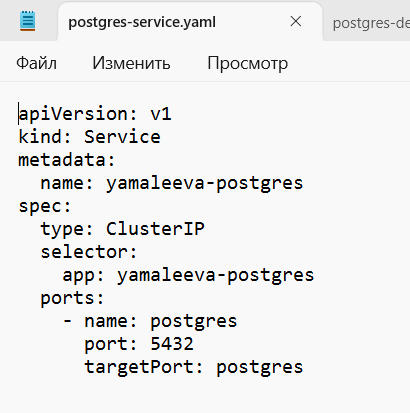 postgres-service.yaml
postgres-de
Файл Изменить Просмотр
apiVersion: v1
kind: Service
metadata:
  name: yamaleeva-postgres
spec:
  type: ClusterIP
  selector:
    app: yamaleeva-postgres
  ports:
    - name: postgres
      port: 5432
      targetPort: postgres